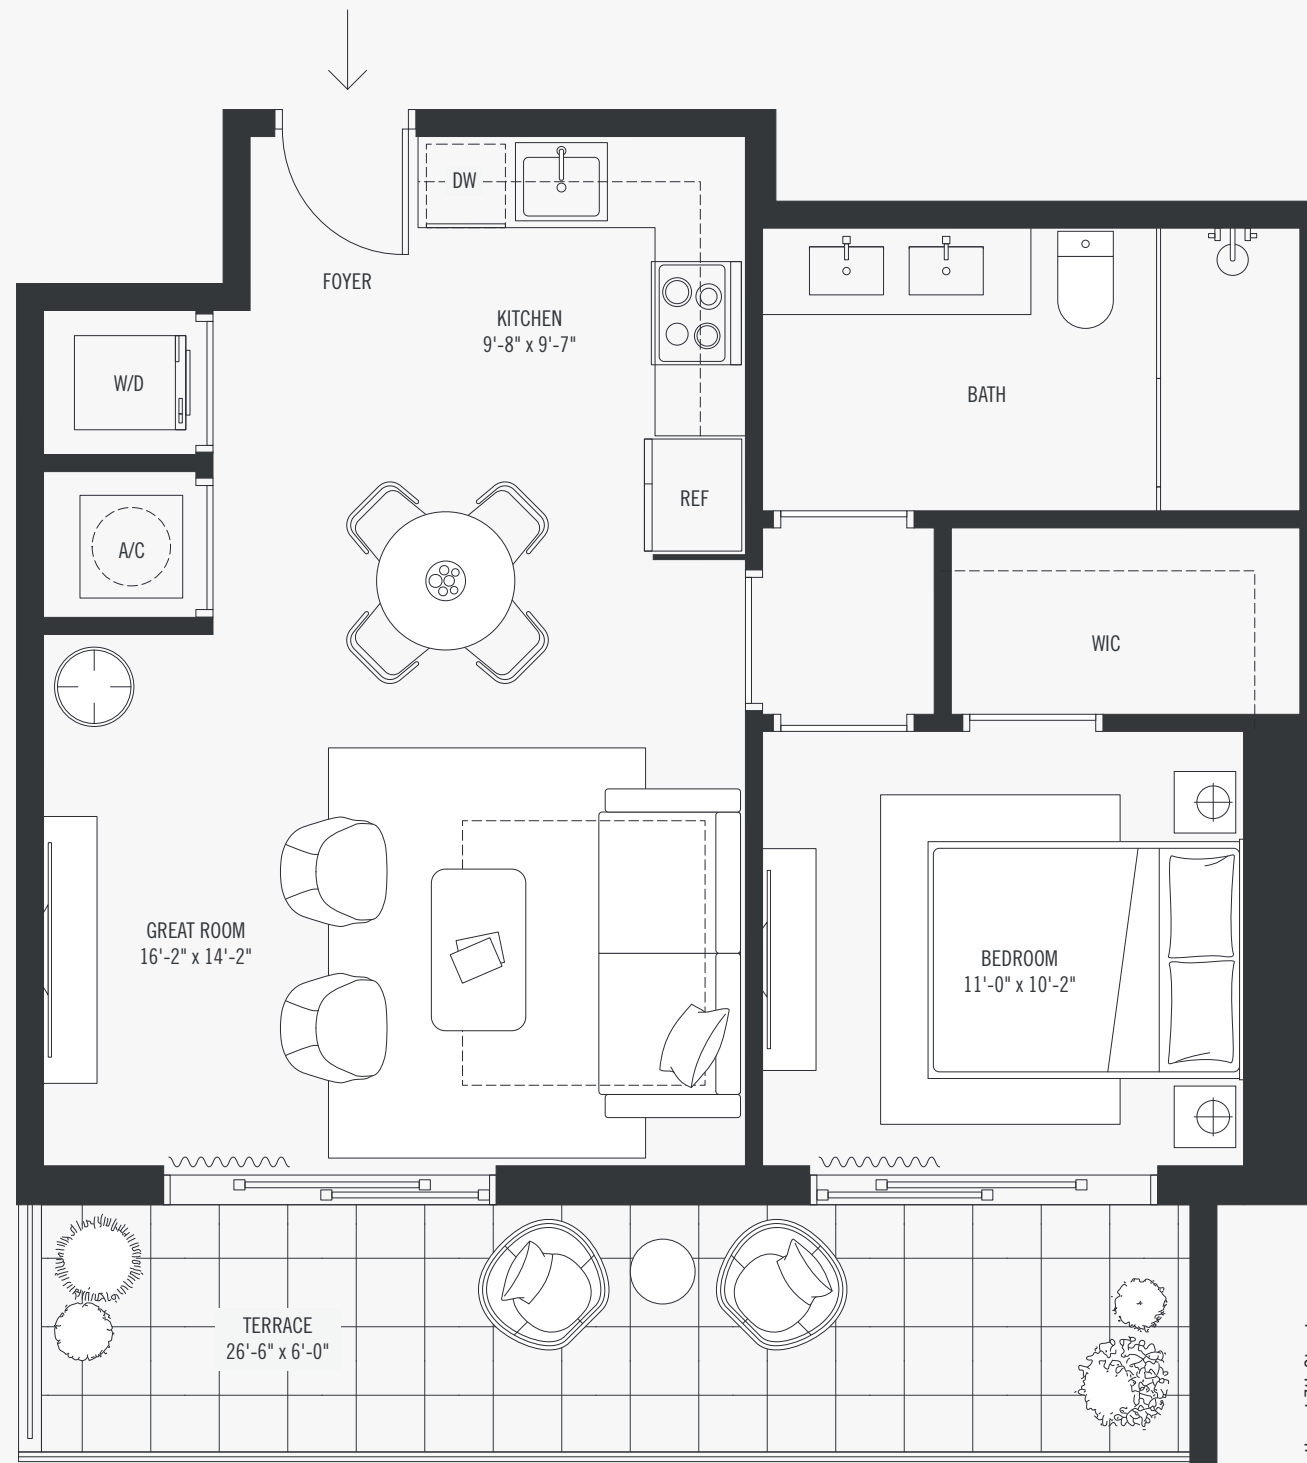 DW
FOYER
KITCHEN
9'-8" x 9'-7"
W/D
BATH
REF
A/C
WIC
GREAT ROOM
16'-2" x 14'-2"
BEDROOM
11'-0" x 10'-2"
TERRACE
26'-6" x 6'-0"